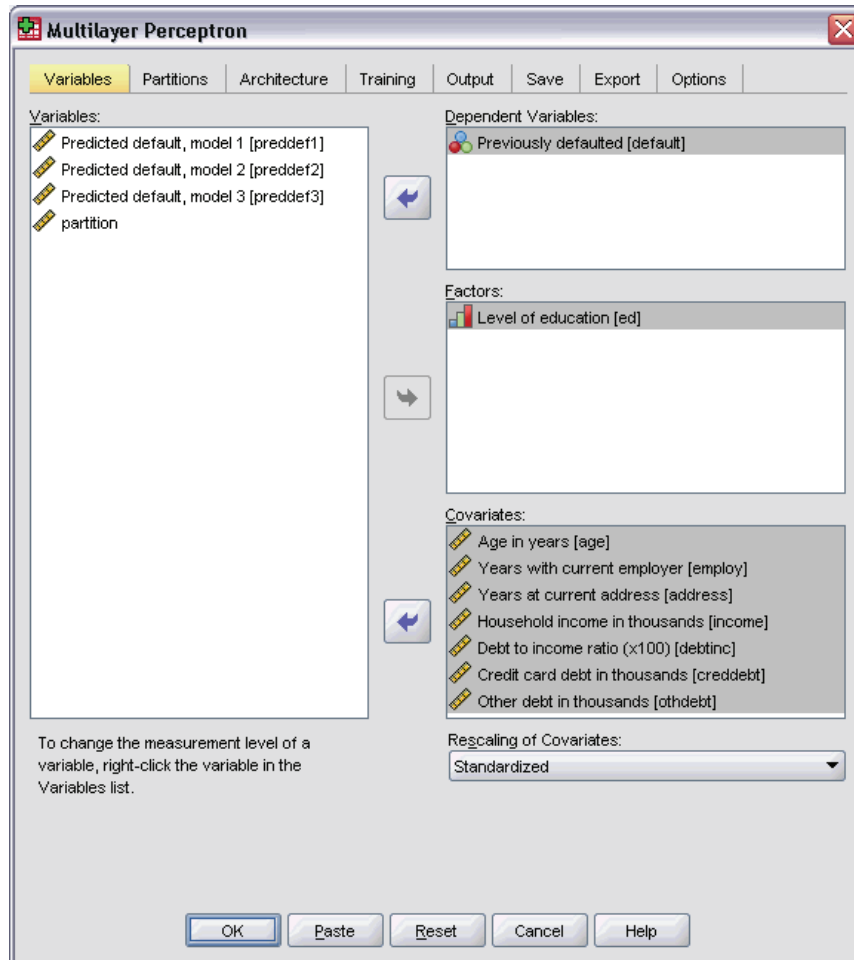 Multilayer Perceptron
Variables Partitions Architecture Training Output Save Export Options
Variables:
Predicted default, model 1 [preddef1]
Predicted default, model 2 [preddef2]
Predicted default, model 3 [preddef3]
partition
To change the measurement level of a
variable, right-click the variable in the
Variables list.
Dependent Variables:
Previously defaulted [default]
Factors:
Level of education [ed]
Covariates:
Age in years [age]
Years with current employer [employ]
Years at current address [address]
Household income in thousands [income]
Debt to income ratio (x100) [debtinc]
Credit card debt in thousands [creddebt]
Other debt in thousands [othdebt]
Rescaling of Covariates:
Standardized
OK Paste Reset Cancel Help